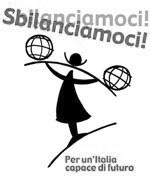 Sbilanciamoci!
Sbilanciamoci!
Per un'Italia
capace di futuro